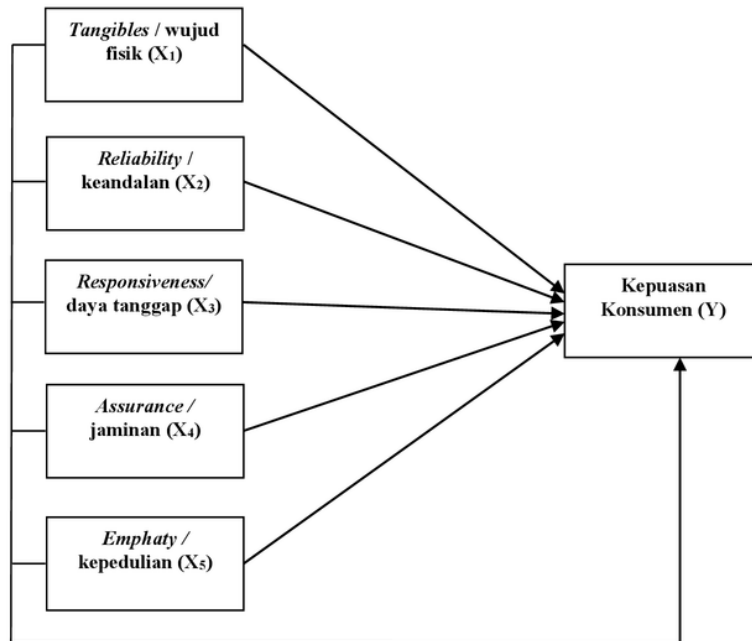 Tangibles / wujud
fisik (X₁)
Reliability /
keandalan (X₂)
Responsiveness/
daya tanggap (X₃)
Assurance /
jaminan (X₄)
Emphaty /
kepedulian (X₅)
Kepuasan
Konsumen (Y)